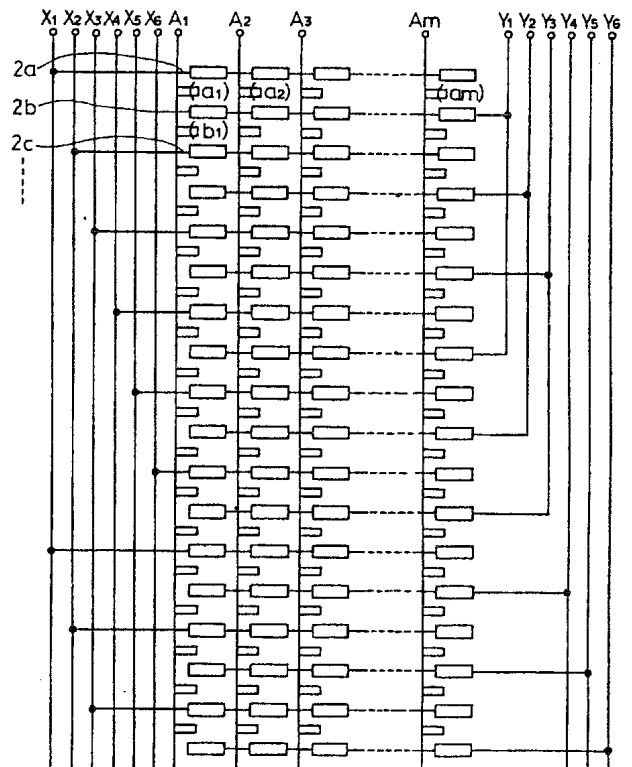 X1 X2 X3 X4 X5 X6 A1 A2 A3 Am Y1 Y2 Y3 Y4 Y5 Y6
2a
(a1) (a2) (am)
2b
(b1)
2c